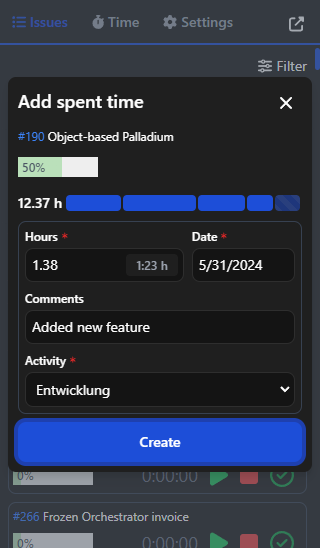 Issues Time Settings
Filter
Add spent time
#190 Object-based Palladium
50%
12.37 h
Hours * Date *
1.38 1:23 h 5/31/2024
Comments
Added new feature
Activity *
Entwicklung
Create
0% 0:00:00
#266 Frozen Orchestrator invoice
0% 0:00:00